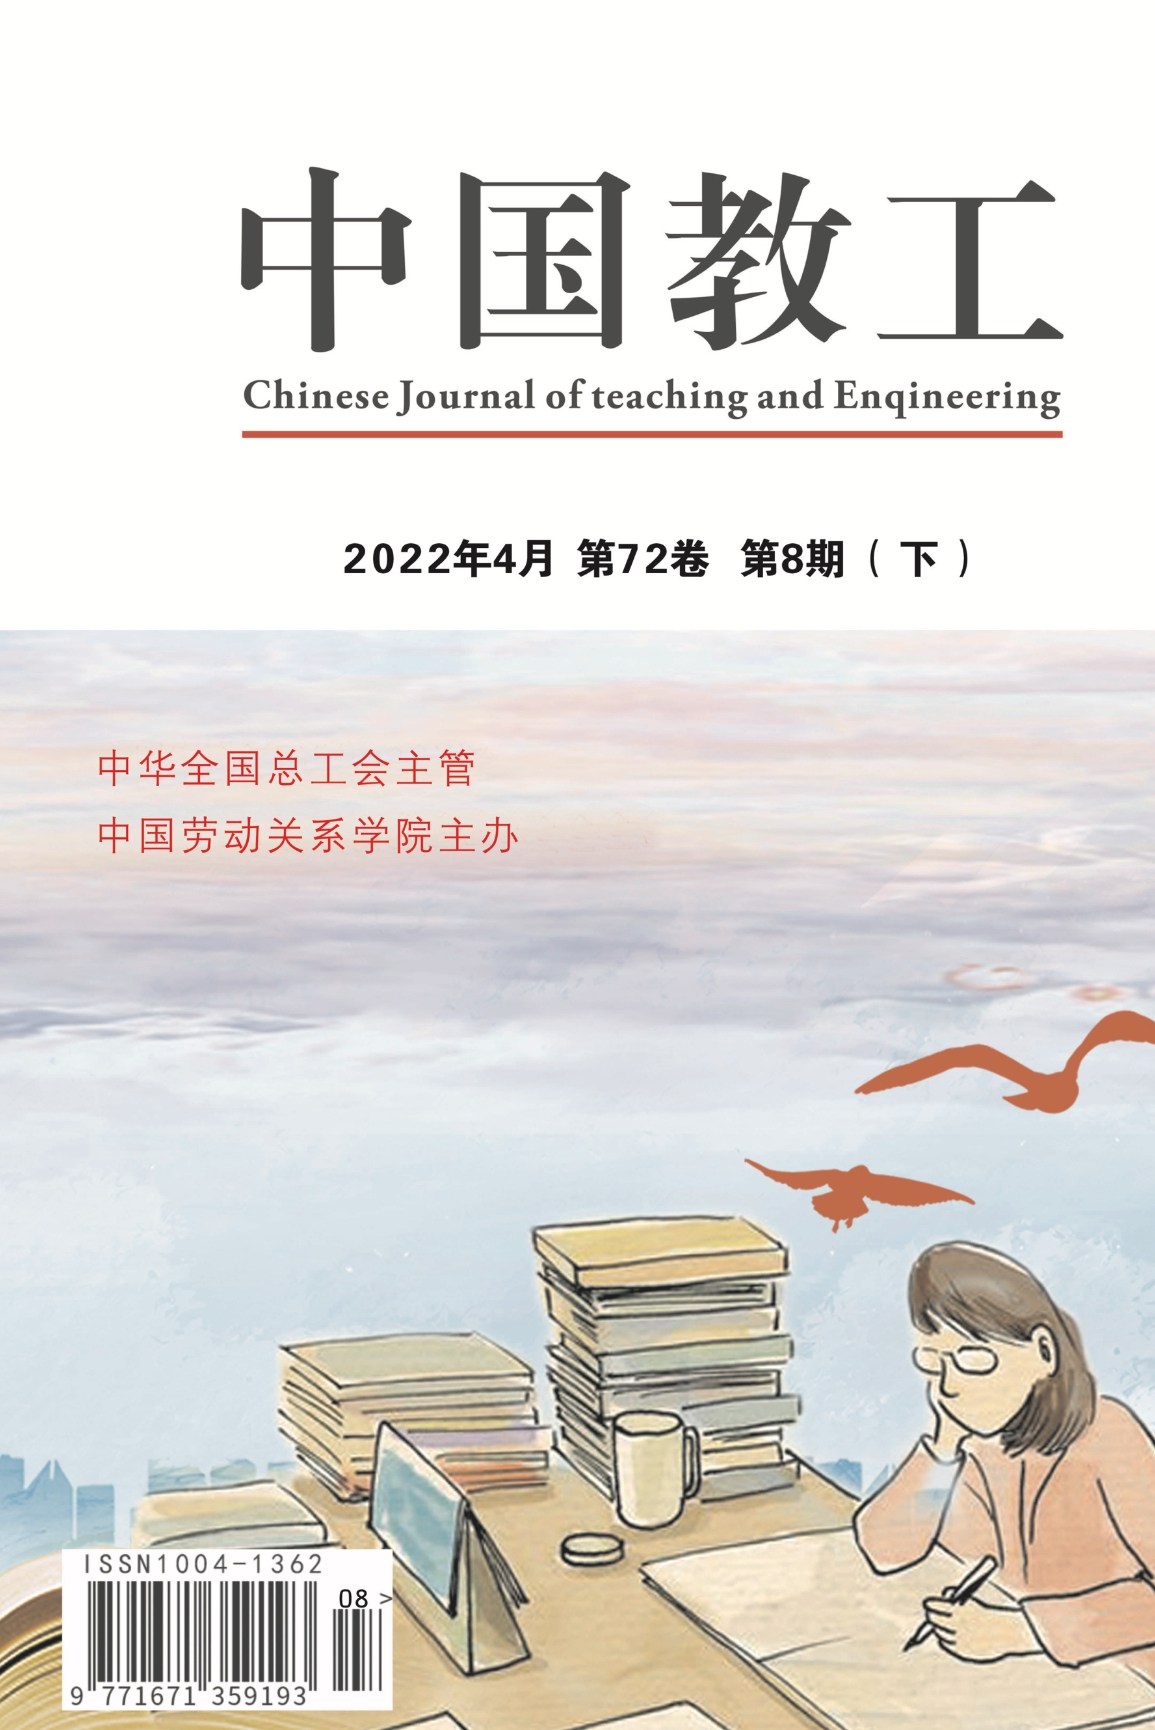 中国教工
Chinese Journal of teaching and Enqineering
2022年4月 第72卷 第8期（下）
中华全国总工会主管
中国劳动关系学院主办
ISSN1004-1362
08 >
9 771671 359193